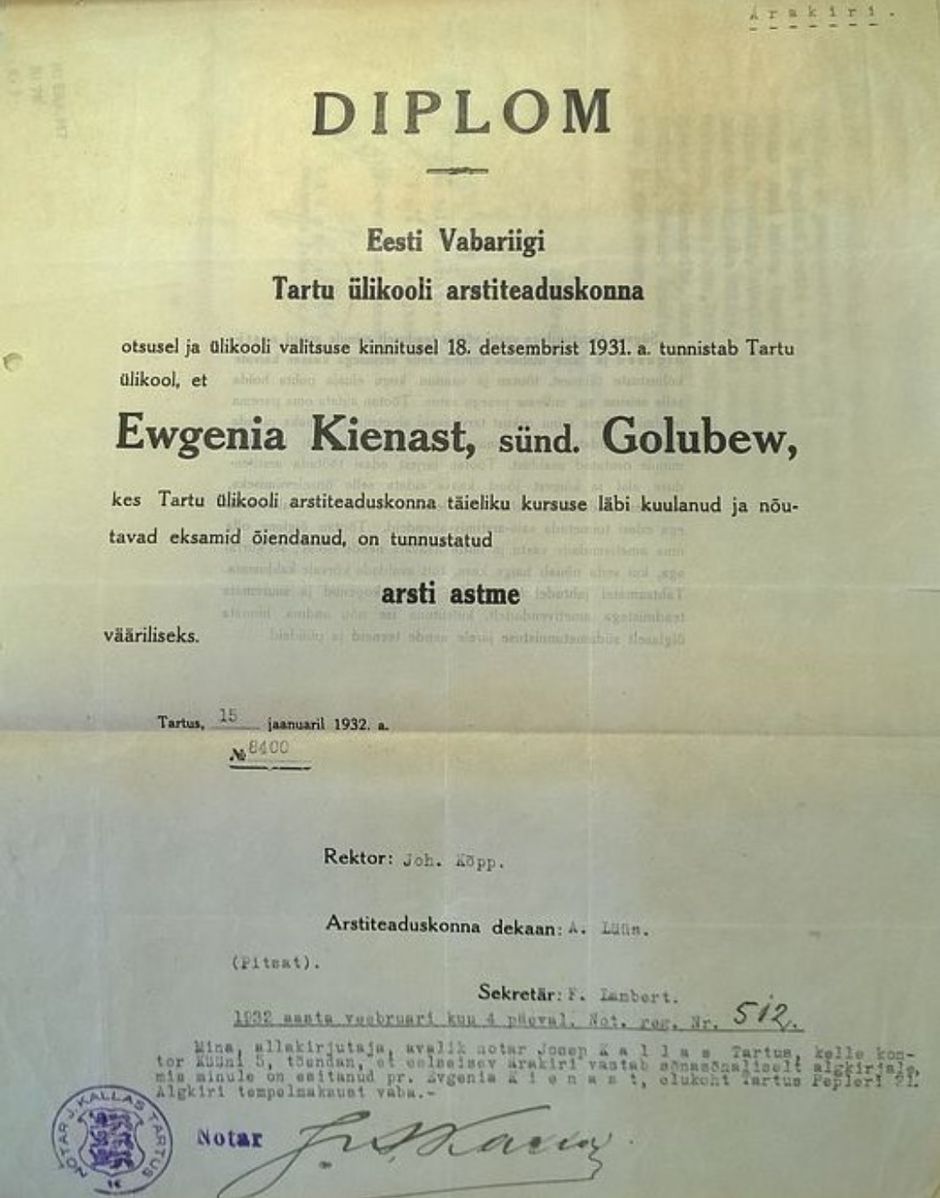 Ärakiri.
DIPLOM
Eesti Vabariigi
Tartu ülikooli arstiteaduskonna
otsusel ja ülikooli valitsuse kinnitusel 18. detsembrist 1931. a. tunnistab Tartu
ülikool, et
Ewgenia Kienast, sünd. Golubew,
kes Tartu ülikooli arstiteaduskonna täieliku kursuse läbi kuulanud ja nõu-
tavad eksamid õiendanud, on tunnustatud
arsti astme
vääriliseks.
Tartus, 15 jaanuaril 1932. a.
№ 8400
Rektor: Joh. Kõpp.
Arstiteaduskonna dekaan: A. Lüüs.
(Pitsat).
Sekretär: F. Lambert.
1932 aasta veebruari kuu 4 päeval. Not. reg. Nr. 512.
Mina, allakirjutaja, avalik notar Josep Kallas Tartus, kelle kon-
tor Küüni 5, tõendan, et eelseisev ärakiri vastab sõnasõnaliselt algkirjale,
mis minule on esitanud pr. Evgenia Kienast, elukoht Tartus Pepleri 21.
Algkiri tempelmaksust vaba.-
NOTAR J. KALLAS TARTUS
Notar